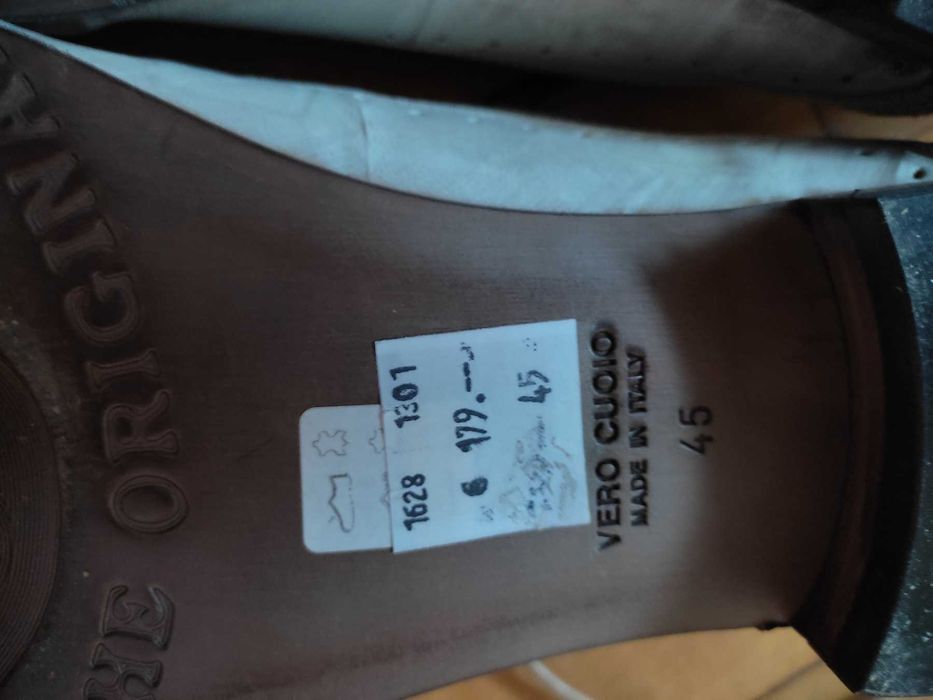 THE ORIGINA
1628 1301
179.--
45
VERO CUOIO
MADE IN ITALY
45